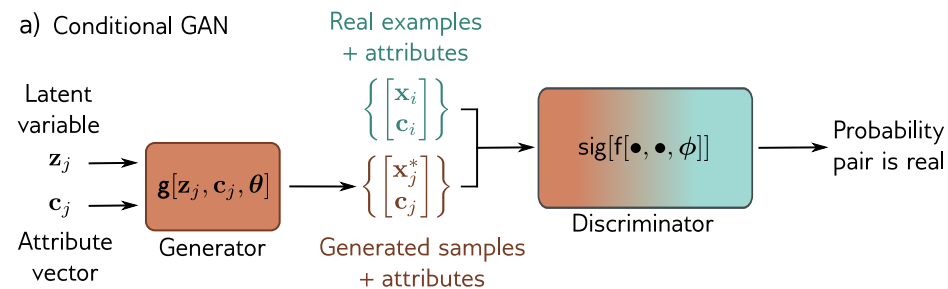 a) Conditional GAN
Real examples
+ attributes
Latent
variable
z_j
c_j
Attribute
vector
g[z_j, c_j, θ]
Generator
{[x_i
c_i]}
{[x_j^*
c_j]}
Generated samples
+ attributes
sig[f[•, •, ϕ]]
Discriminator
Probability
pair is real